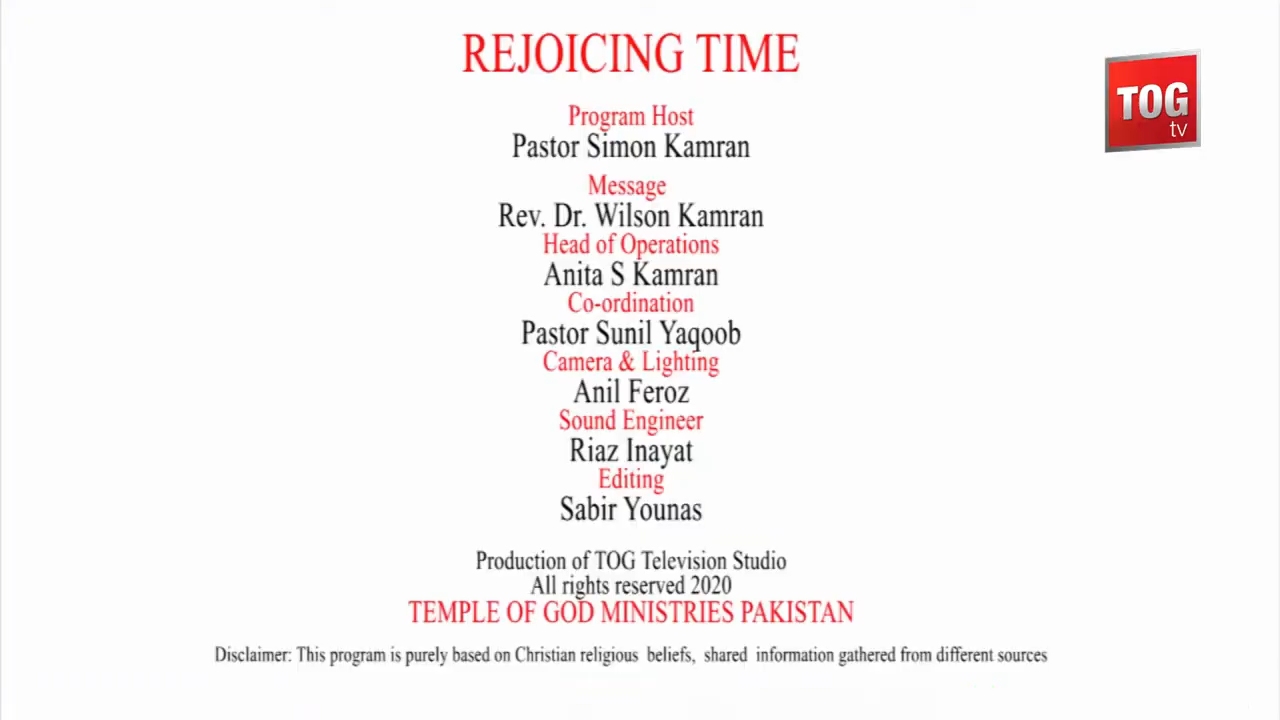 REJOICING TIME
TOG
tv
Program Host
Pastor Simon Kamran
Message
Rev. Dr. Wilson Kamran
Head of Operations
Anita S Kamran
Co-ordination
Pastor Sunil Yaqoob
Camera & Lighting
Anil Feroz
Sound Engineer
Riaz Inayat
Editing
Sabir Younas
Production of TOG Television Studio
All rights reserved 2020
TEMPLE OF GOD MINISTRIES PAKISTAN
Disclaimer: This program is purely based on Christian religious beliefs, shared information gathered from different sources